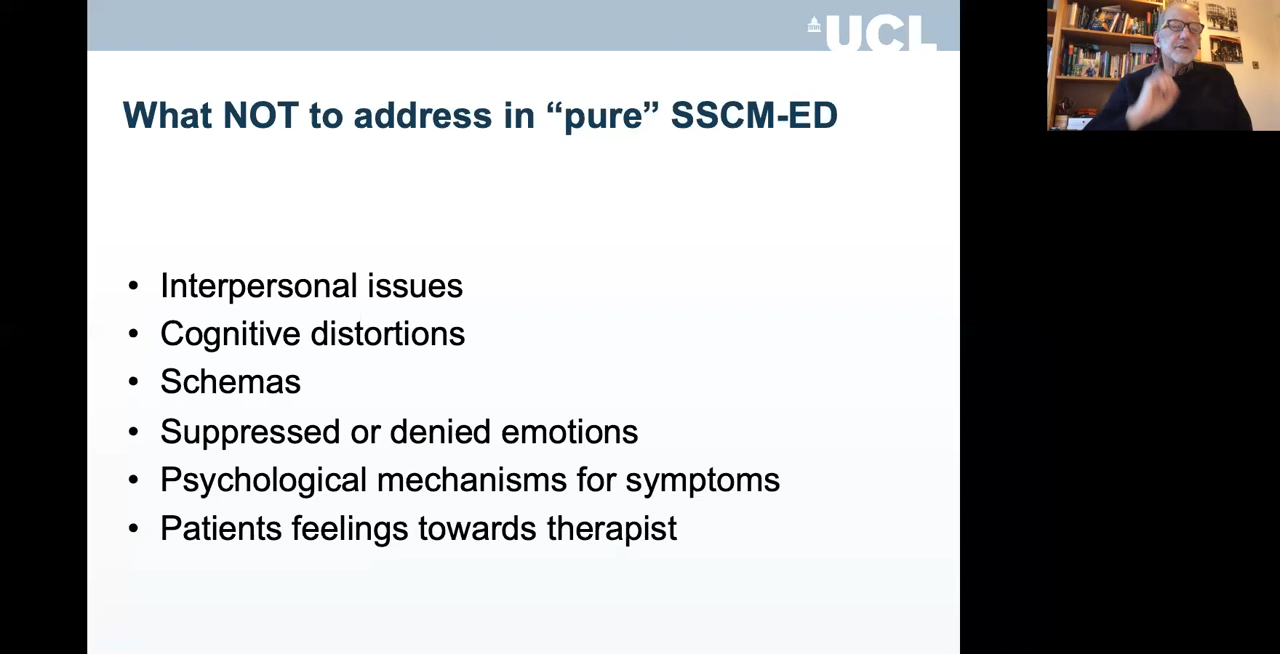 UCL
What NOT to address in “pure” SSCM-ED
• Interpersonal issues
• Cognitive distortions
• Schemas
• Suppressed or denied emotions
• Psychological mechanisms for symptoms
• Patients feelings towards therapist